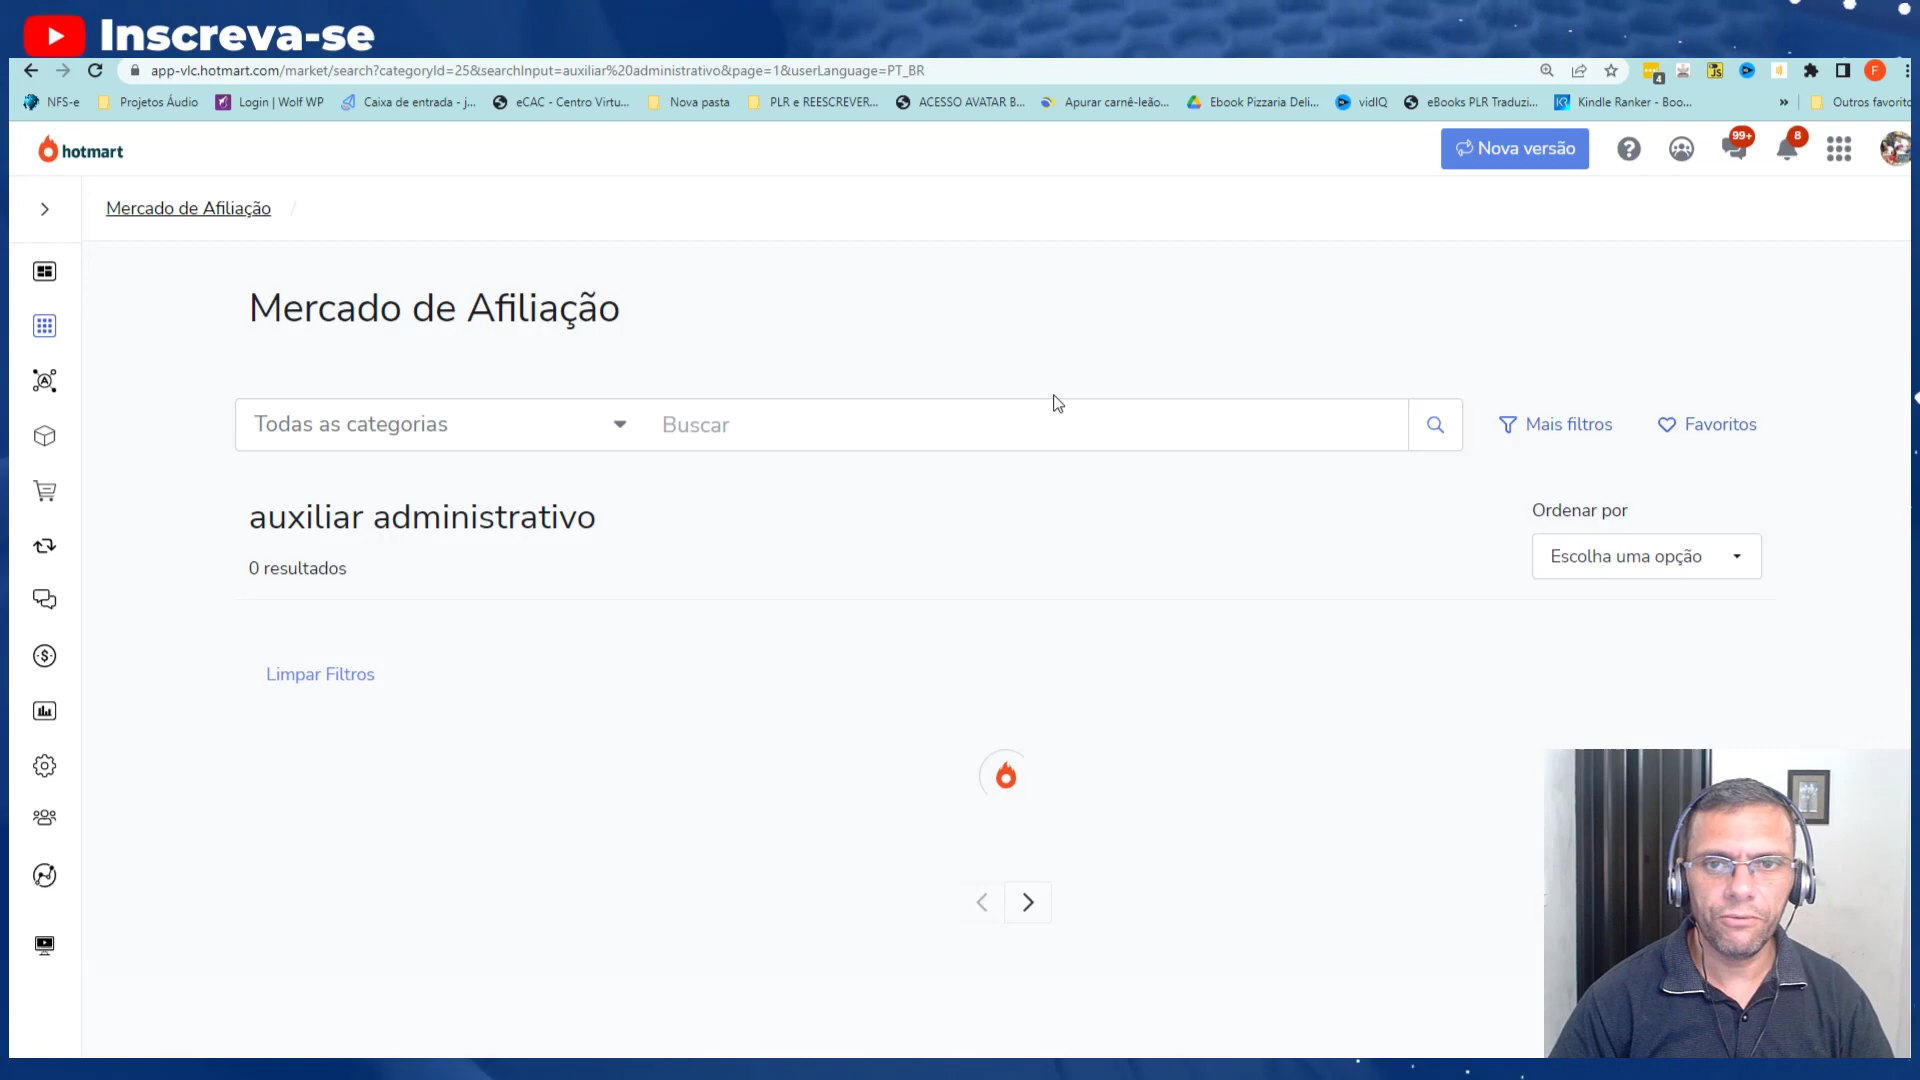 Inscreva-se
app-vlc.hotmart.com/market/search?categoryId=25&searchInput=auxiliar%20administrativo&page=1&userLanguage=PT_BR
4
JS
F
NFS-e
Projetos Áudio
Login | Wolf WP
Caixa de entrada - j...
eCAC - Centro Virtu...
Nova pasta
PLR e REESCREVER...
ACESSO AVATAR B...
Apurar carnê-leão...
Ebook Pizzaria Deli...
vidIQ
eBooks PLR Traduzi...
KR
Kindle Ranker - Boo...
»
Outros favorito
hotmart
Nova versão
99+
8
Mercado de Afiliação /
Mercado de Afiliação
Todas as categorias
Buscar
Mais filtros
Favoritos
auxiliar administrativo
0 resultados
Ordenar por
Escolha uma opção
Limpar Filtros